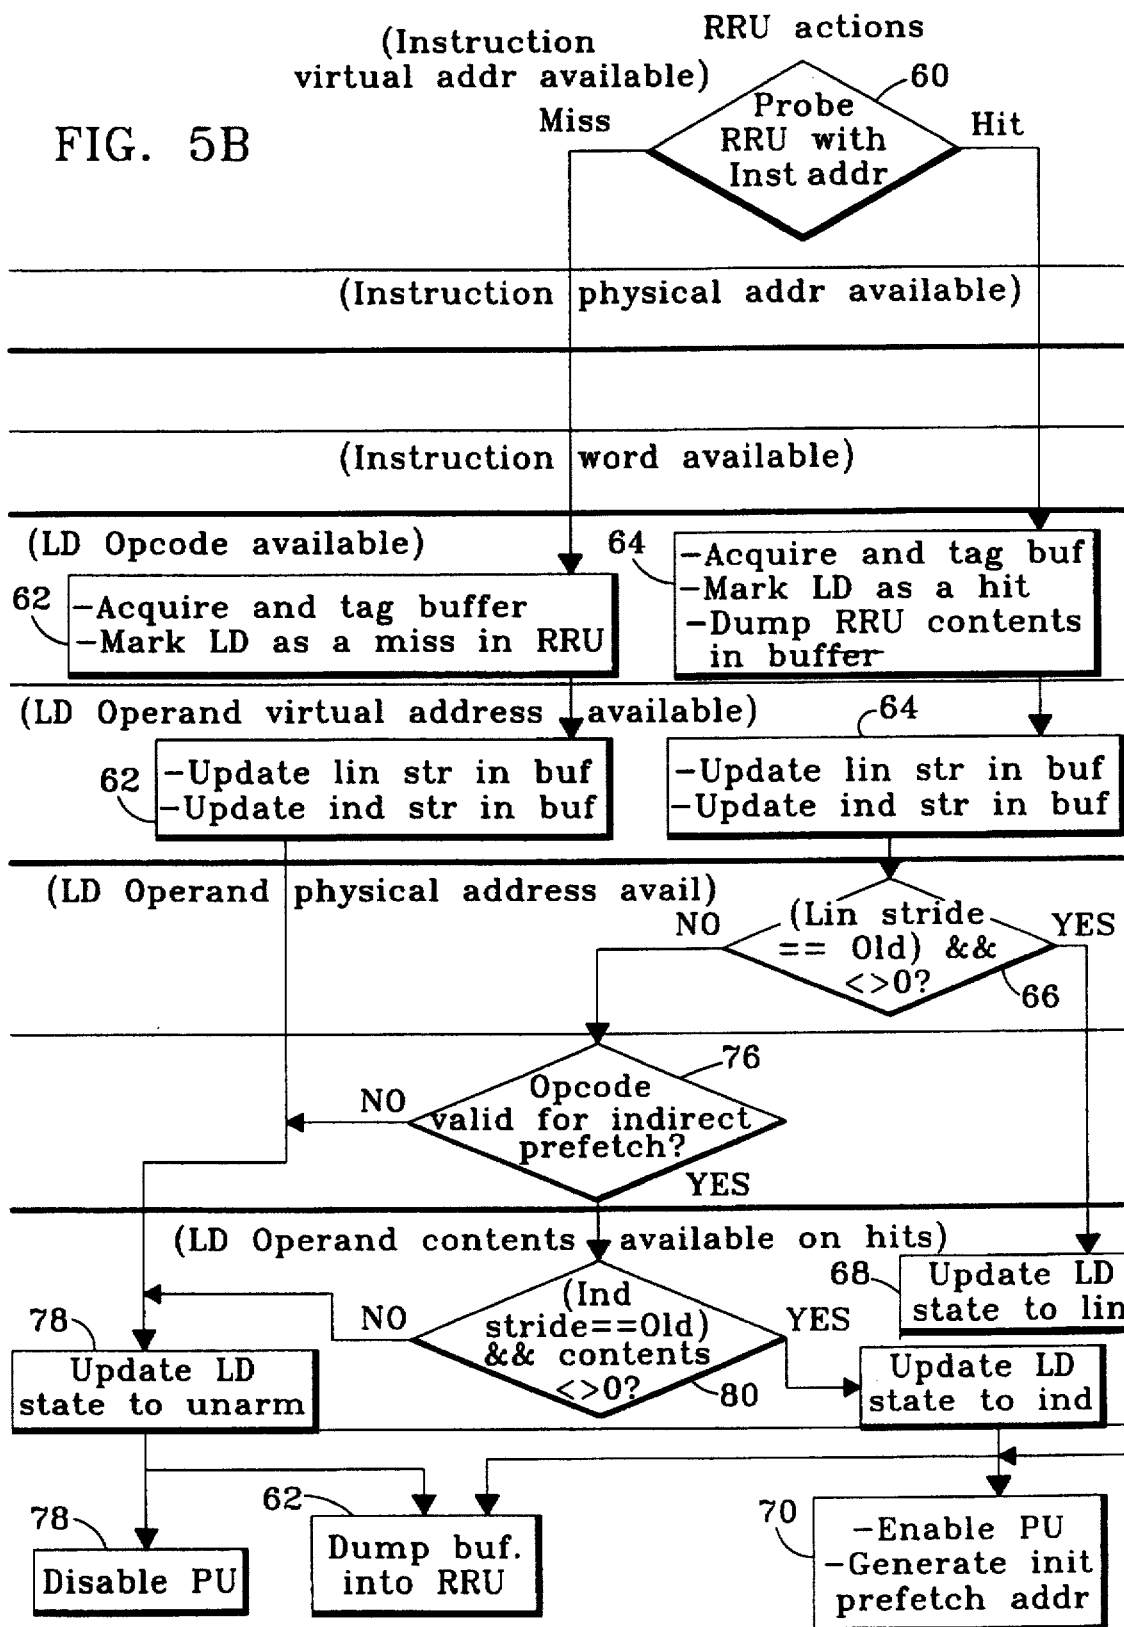 RRU actions
(Instruction
virtual addr available)
60
Miss
Probe
RRU with
Inst addr
Hit
FIG. 5B
(Instruction physical addr available)
(Instruction word available)
(LD Opcode available)
64
-Acquire and tag buf
-Mark LD as a hit
-Dump RRU contents
in buffer
62
-Acquire and tag buffer
-Mark LD as a miss in RRU
(LD Operand virtual address available)
64
62
-Update lin str in buf
-Update ind str in buf
-Update lin str in buf
-Update ind str in buf
(LD Operand physical address avail)
NO
(Lin stride
== Old) &&
<>0?
YES
66
76
NO
Opcode
valid for indirect
prefetch?
YES
(LD Operand contents available on hits)
68
Update LD
state to lin
NO
(Ind
stride==Old)
&& contents
<>0?
YES
80
78
Update LD
state to unarm
Update LD
state to ind
78
Disable PU
62
Dump buf.
into RRU
70
-Enable PU
-Generate init
prefetch addr